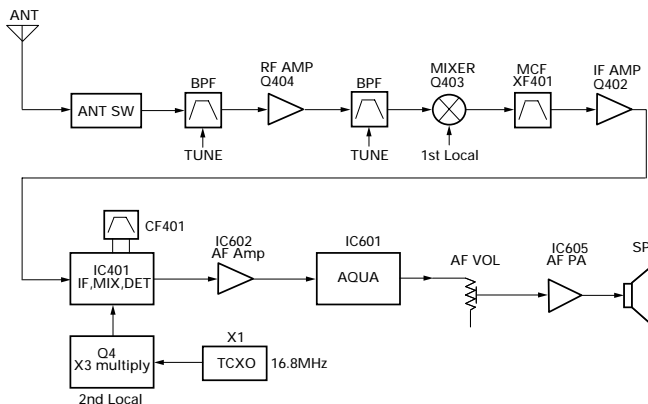 ANT
ANT SW
BPF
TUNE
RF AMP
Q404
BPF
TUNE
MIXER
Q403
1st Local
MCF
XF401
IF AMP
Q402
CF401
IC401
IF,MIX,DET
IC602
AF Amp
IC601
AQUA
AF VOL
IC605
AF PA
SP
Q4
X3 multiply
2nd Local
X1
TCXO
16.8MHz